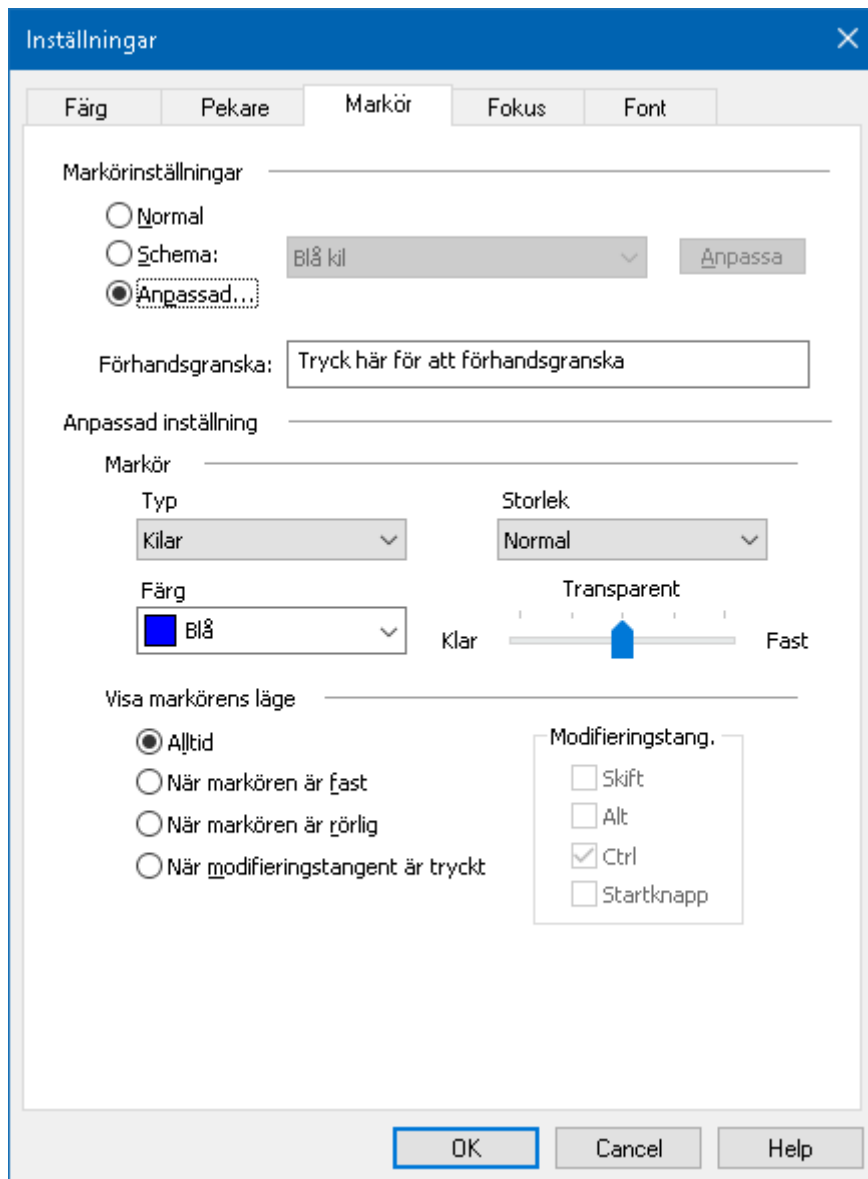 Inställningar
Färg Pekare Markör Fokus Font
Markörinställningar
Normal
Schema: Blå kil Anpassa
Anpassad...
Förhandsgranska: Tryck här för att förhandsgranska
Anpassad inställning
Markör
Typ Storlek
Kilar Normal
Färg Transparent
Blå Klar Fast
Visa markörens läge
Alltid Modifieringstang.
När markören är fast Skift
När markören är rörlig Alt
När modifieringstangent är tryckt Ctrl
Startknapp
OK Cancel Help